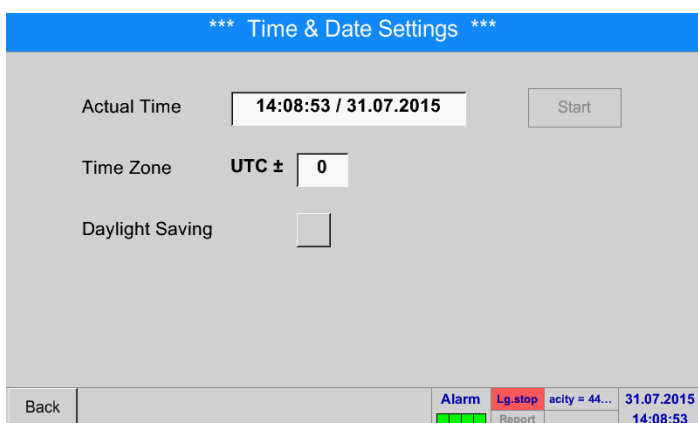 *** Time & Date Settings ***
Actual Time 14:08:53 / 31.07.2015 Start
Time Zone UTC ± 0
Daylight Saving
Back
Alarm Lg.stop acity = 44... 31.07.2015
Report 14:08:53